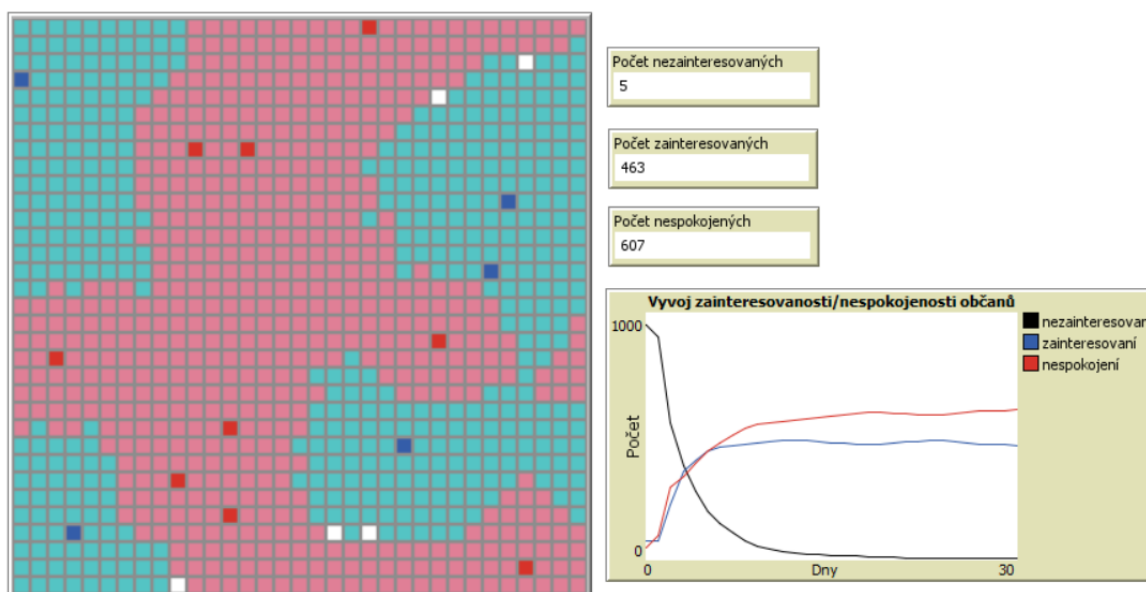 Počet nezainteresovaných
5
Počet zainteresovaných
463
Počet nespokojených
607
Vyvoj zainteresovanosti/nespokojenosti občanů
1000
Počet
0
0
Dny
30
nezainteresovan
zainteresovaní
nespokojení